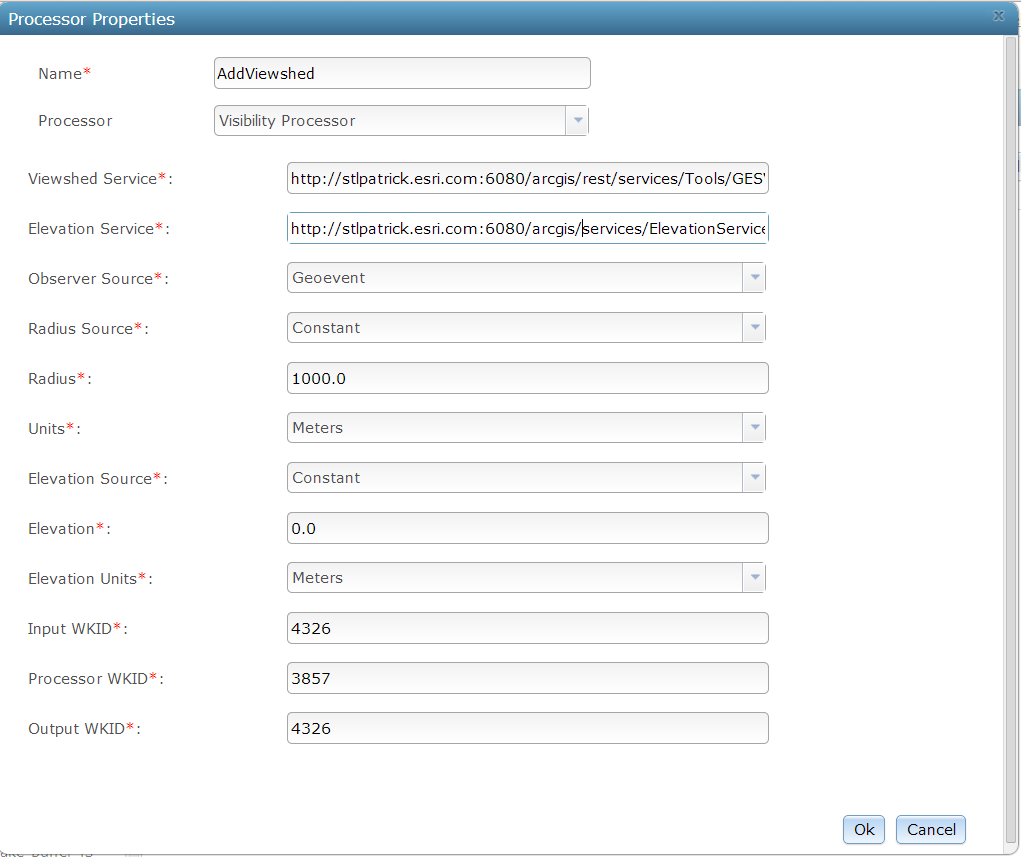 Processor Properties
Name*
AddViewshed
Processor
Visibility Processor
Viewshed Service*:
http://stlpatrick.esri.com:6080/arcgis/rest/services/Tools/GES
Elevation Service*:
http://stlpatrick.esri.com:6080/arcgis/services/ElevationService
Observer Source*:
Geoevent
Radius Source*:
Constant
Radius*:
1000.0
Units*:
Meters
Elevation Source*:
Constant
Elevation*:
0.0
Elevation Units*:
Meters
Input WKID*:
4326
Processor WKID*:
3857
Output WKID*:
4326
Ok
Cancel